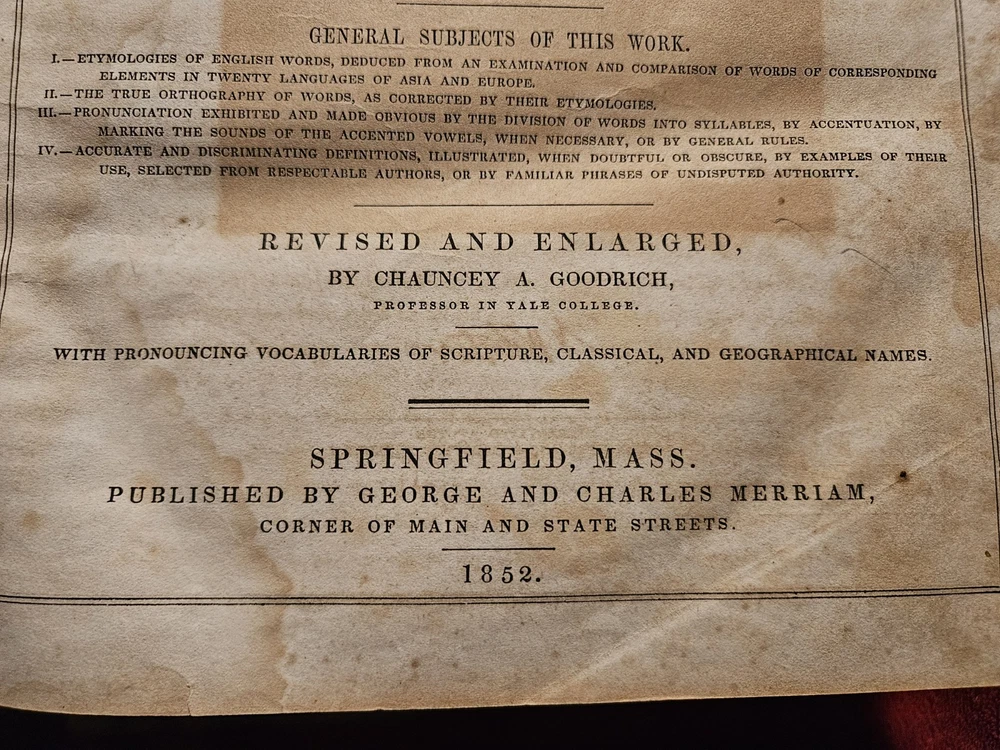 GENERAL SUBJECTS OF THIS WORK.
I.—ETYMOLOGIES OF ENGLISH WORDS, DEDUCED FROM AN EXAMINATION AND COMPARISON OF WORDS OF CORRESPONDING
ELEMENTS IN TWENTY LANGUAGES OF ASIA AND EUROPE.
II.—THE TRUE ORTHOGRAPHY OF WORDS, AS CORRECTED BY THEIR ETYMOLOGIES.
III.—PRONUNCIATION EXHIBITED AND MADE OBVIOUS BY THE DIVISION OF WORDS INTO SYLLABLES, BY ACCENTUATION, BY
MARKING THE SOUNDS OF THE ACCENTED VOWELS, WHEN NECESSARY, OR BY GENERAL RULES.
IV.—ACCURATE AND DISCRIMINATING DEFINITIONS, ILLUSTRATED, WHEN DOUBTFUL OR OBSCURE, BY EXAMPLES OF THEIR
USE, SELECTED FROM RESPECTABLE AUTHORS, OR BY FAMILIAR PHRASES OF UNDISPUTED AUTHORITY.
REVISED AND ENLARGED,
BY CHAUNCEY A. GOODRICH,
PROFESSOR IN YALE COLLEGE.
WITH PRONOUNCING VOCABULARIES OF SCRIPTURE, CLASSICAL, AND GEOGRAPHICAL NAMES.
SPRINGFIELD, MASS.
PUBLISHED BY GEORGE AND CHARLES MERRIAM,
CORNER OF MAIN AND STATE STREETS.
1852.